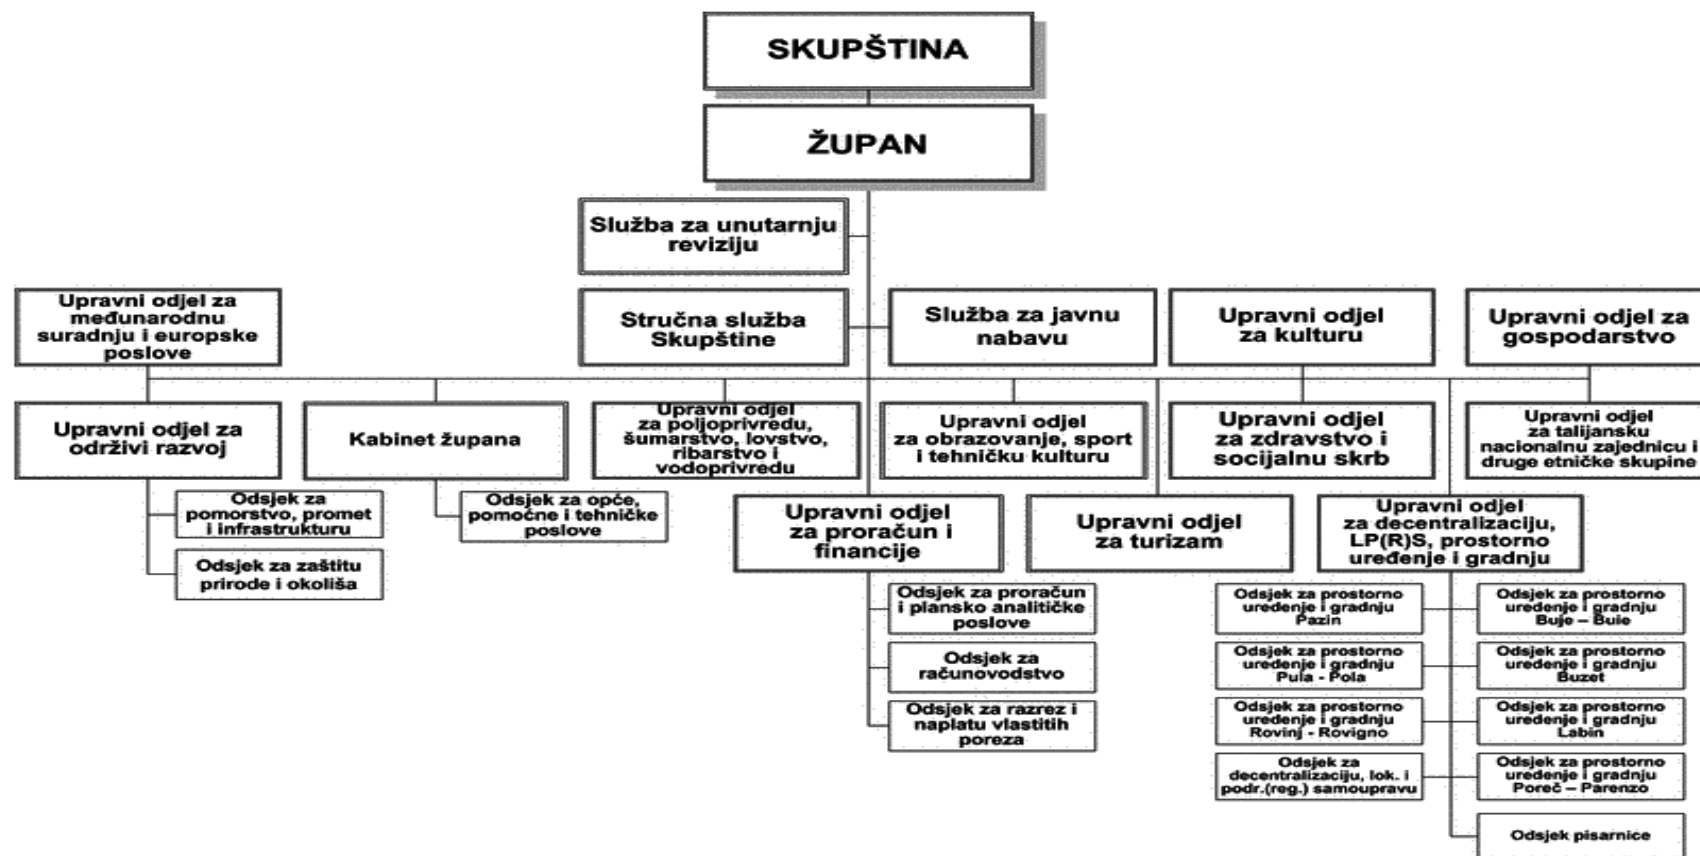 SKUPŠTINA
ŽUPAN
Služba za unutarnju
reviziju
Upravni odjel za
međunarodnu
suradnju i europske
poslove
Stručna služba
Skupštine
Služba za javnu
nabavu
Upravni odjel
za kulturu
Upravni odjel za
gospodarstvo
Upravni odjel za
održivi razvoj
Kabinet župana
Upravni odjel
za poljoprivredu,
šumarstvo, lovstvo,
ribarstvo i
vodoprivredu
Upravni odjel
za obrazovanje, sport
i tehničku kulturu
Upravni odjel
za zdravstvo i
socijalnu skrb
Upravni odjel
za talijansku
nacionalnu zajednicu i
druge etničke skupine
Odsjek za
pomorstvo, promet
i infrastrukturu
Odsjek za zaštitu
prirode i okoliša
Odsjek za opće,
pomoćne i tehničke
poslove
Upravni odjel
za proračun i
financije
Upravni odjel
za turizam
Upravni odjel
za decentralizaciju,
LP(R)S, prostorno
uređenje i gradnju
Odsjek za proračun
i plansko analitičke
poslove
Odsjek za
računovodstvo
Odsjek za razrez i
naplatu vlastitih
poreza
Odsjek za prostorno
uređenje i gradnju
Pazin
Odsjek za prostorno
uređenje i gradnju
Buje – Buie
Odsjek za prostorno
uređenje i gradnju
Pula - Pola
Odsjek za prostorno
uređenje i gradnju
Buzet
Odsjek za prostorno
uređenje i gradnju
Rovinj - Rovigno
Odsjek za prostorno
uređenje i gradnju
Labin
Odsjek za
decentralizaciju, lok. i
podr.(reg.) samoupravu
Odsjek za prostorno
uređenje i gradnju
Poreč – Parenzo
Odsjek pisarnice